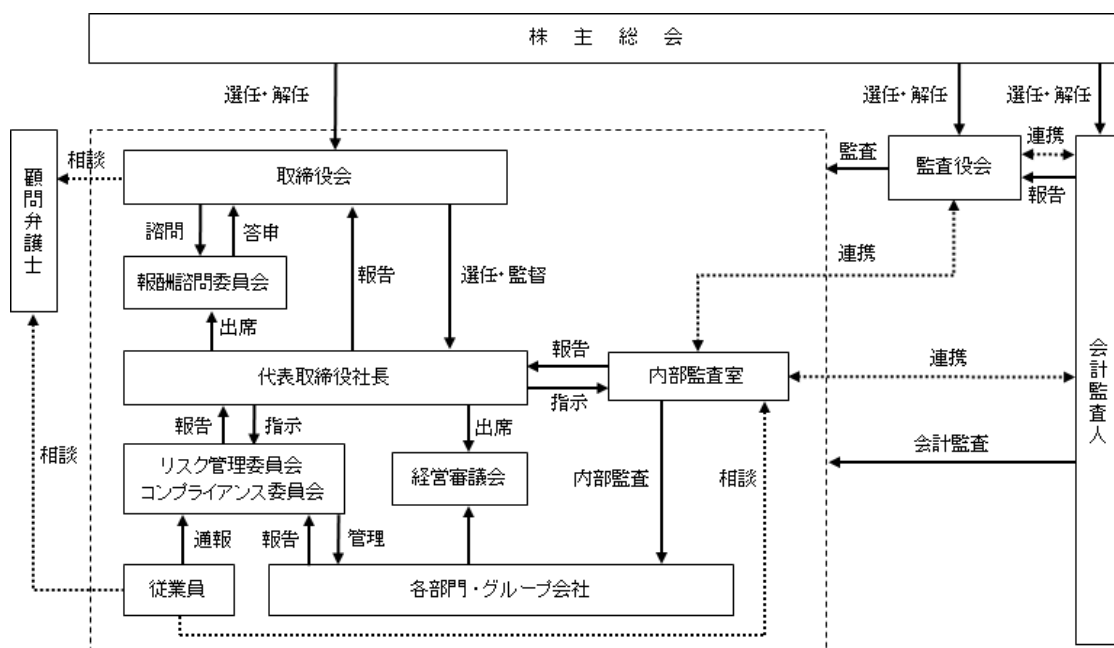 株主総会
選任・解任
選任・解任
選任・解任
顧問弁護士
相談
取締役会
監査
監査役会
連携
報告
諮問
答申
報告
選任・監督
連携
報酬諮問委員会
出席
代表取締役社長
報告
指示
内部監査室
連携
会計監査人
報告
指示
出席
相談
リスク管理委員会
コンプライアンス委員会
経営審議会
内部監査
相談
会計監査
通報
報告
管理
従業員
各部門・グループ会社